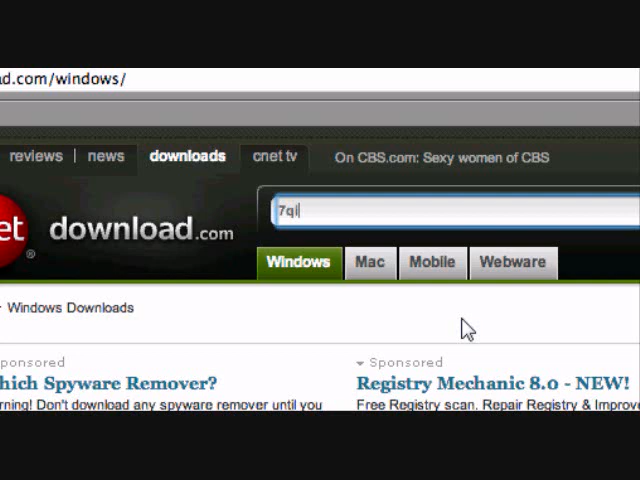 ad.com/windows/
reviews | news downloads cnet tv On CBS.com: Sexy women of CBS
7qi
et ® download.com
Windows Mac Mobile Webware
Windows Downloads
ponsored
Sponsored
hich Spyware Remover?
Registry Mechanic 8.0 - NEW!
rning! Don't download any spyware remover until you
Free Registry scan. Repair Registry & Improve